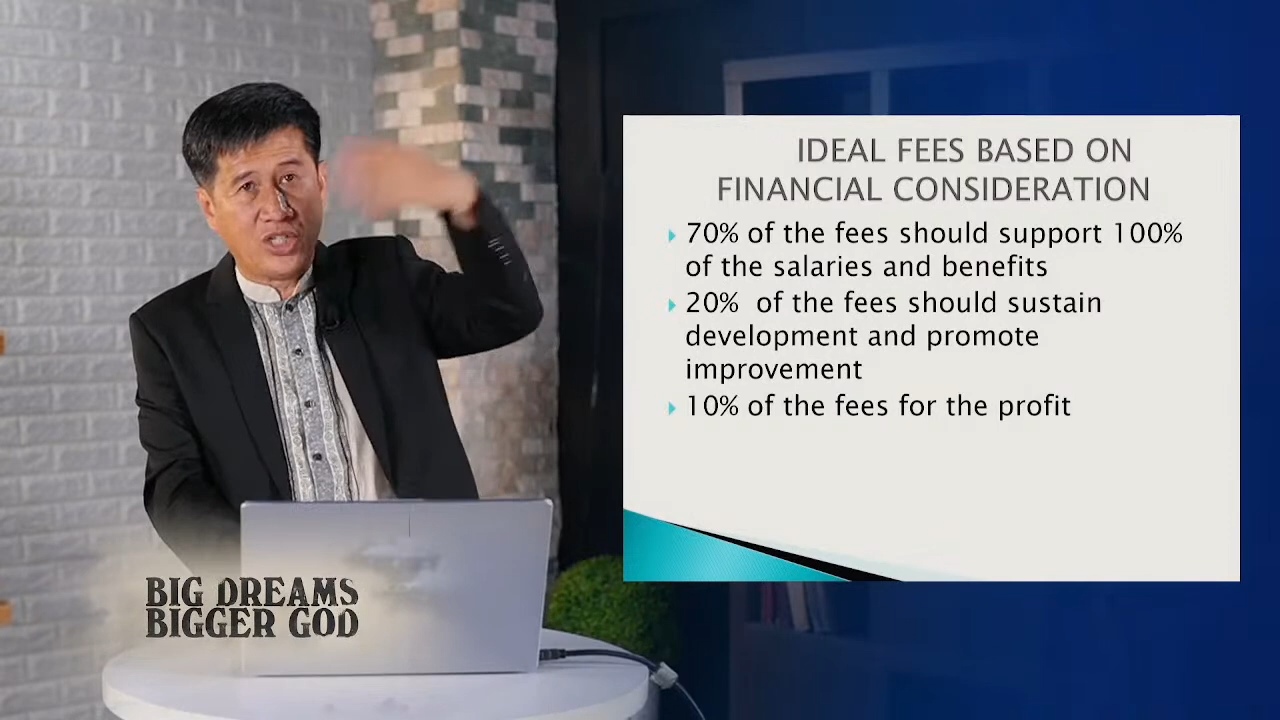 IDEAL FEES BASED ON
FINANCIAL CONSIDERATION
70% of the fees should support 100%
of the salaries and benefits
20% of the fees should sustain
development and promote
improvement
10% of the fees for the profit
BIG DREAMS
BIGGER GOD